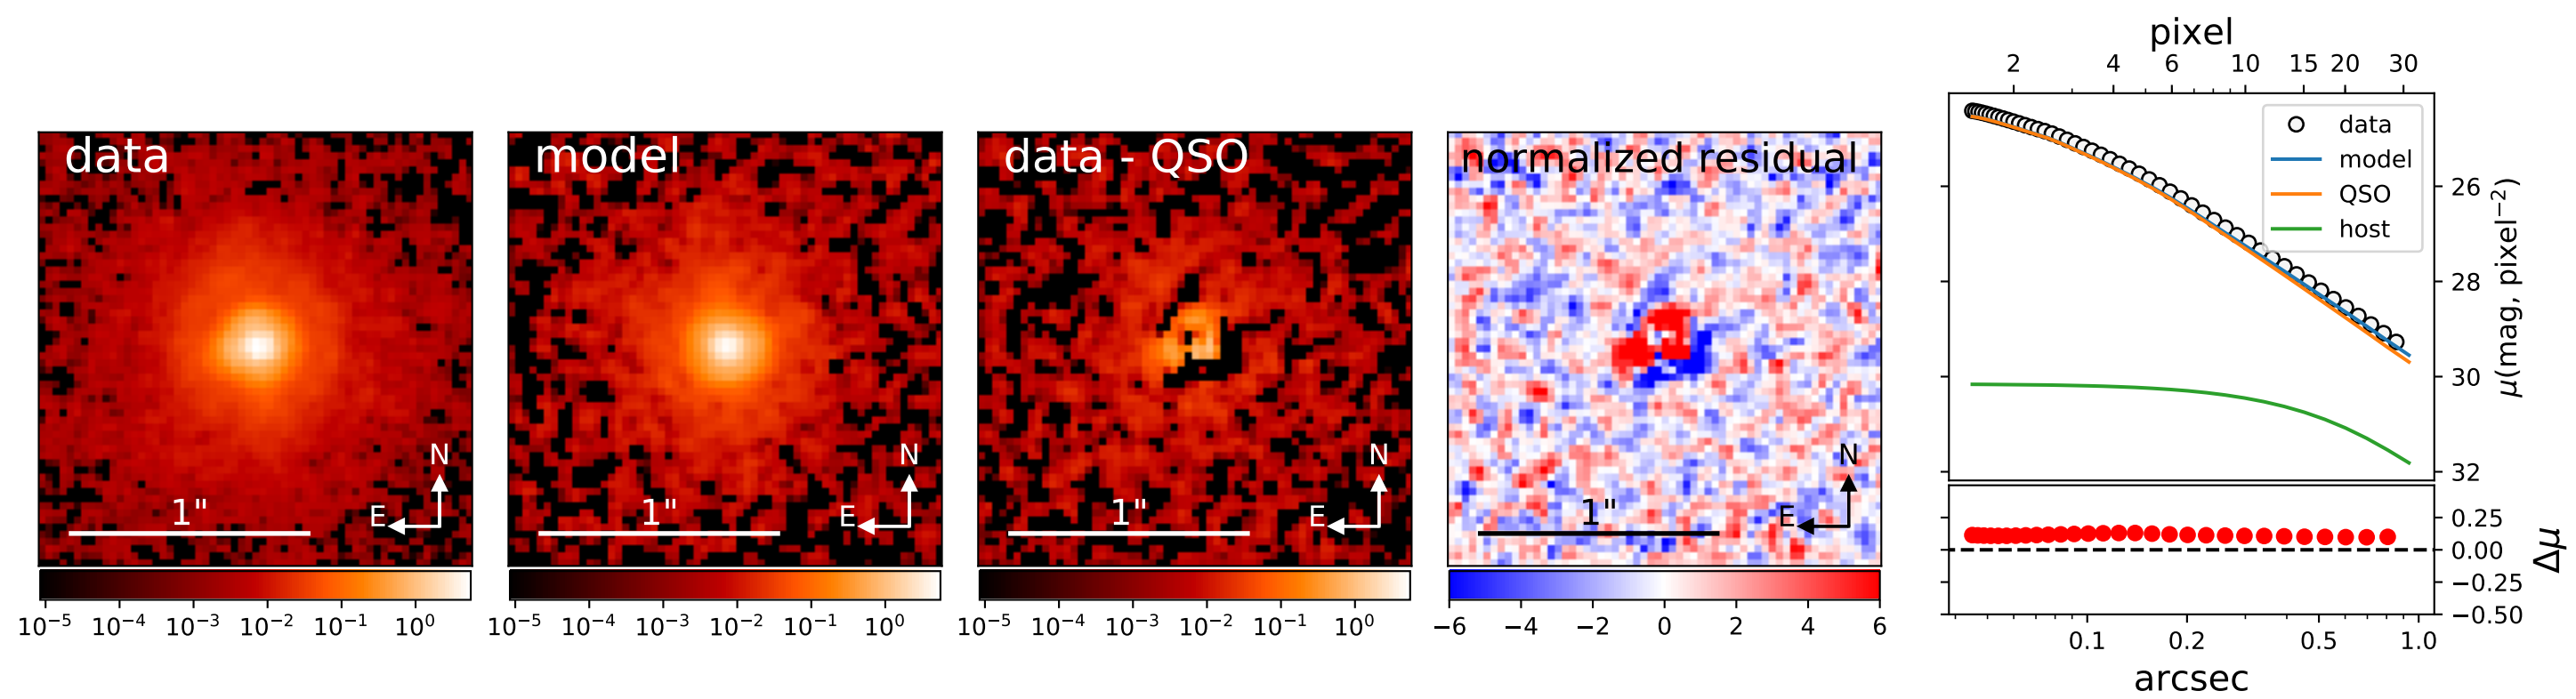 data
N
E
1"
10⁻⁵ 10⁻⁴ 10⁻³ 10⁻² 10⁻¹ 10⁰
model
N
E
1"
10⁻⁵ 10⁻⁴ 10⁻³ 10⁻² 10⁻¹ 10⁰
data - QSO
N
E
1"
10⁻⁵ 10⁻⁴ 10⁻³ 10⁻² 10⁻¹ 10⁰
normalized residual
N
E
1"
−6 −4 −2 0 2 4 6
pixel
2 4 6 10 15 20 30
data
model
QSO
host
26
28
30
32
μ(mag, pixel⁻²)
0.25
0.00
−0.25
−0.50
Δμ
0.1 0.2 0.5 1.0
arcsec